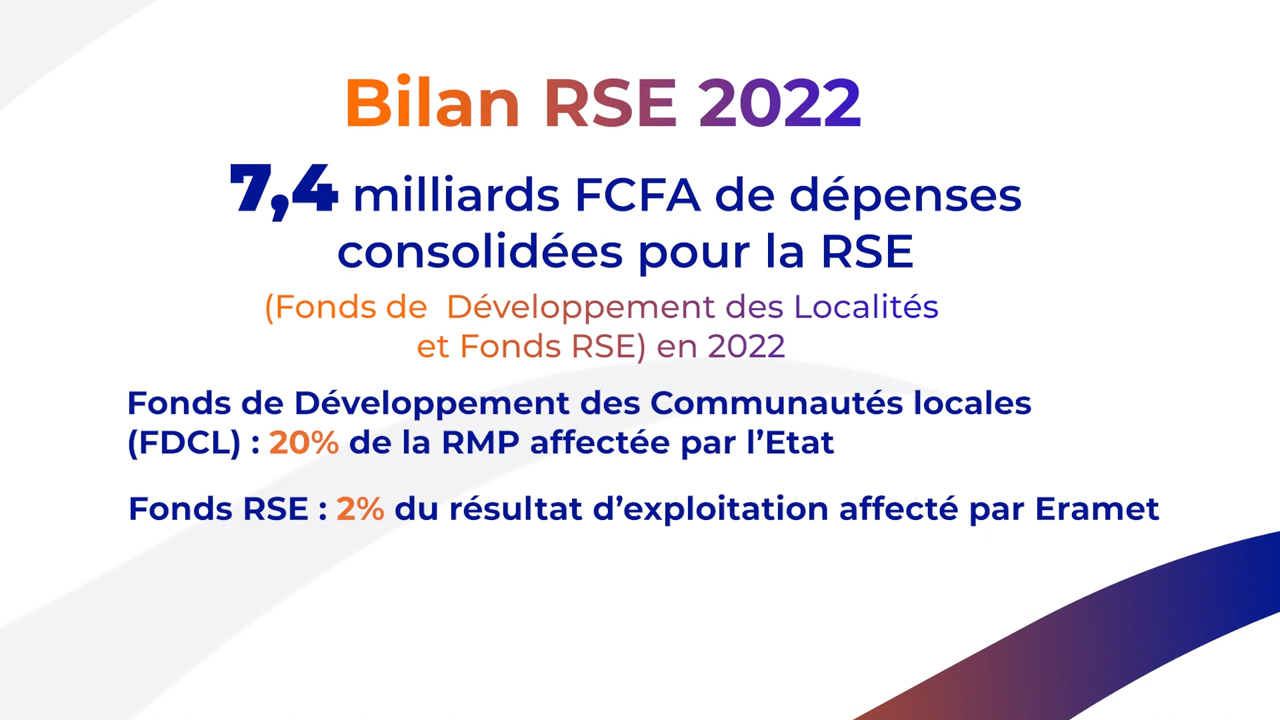 Bilan RSE 2022
7,4 milliards FCFA de dépenses
consolidées pour la RSE
(Fonds de Développement des Localités
et Fonds RSE) en 2022
Fonds de Développement des Communautés locales
(FDCL) : 20% de la RMP affectée par l’Etat
Fonds RSE : 2% du résultat d’exploitation affecté par Eramet